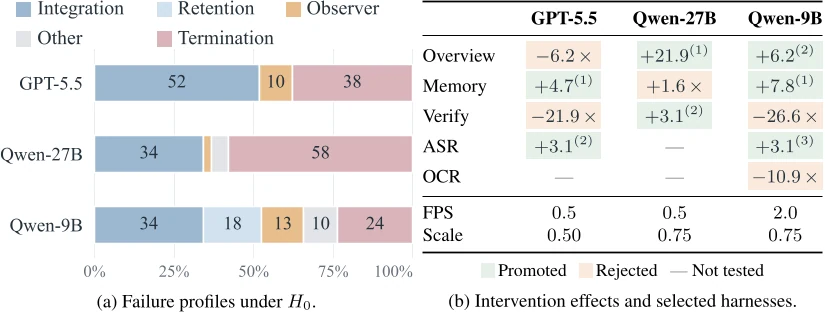 Integration Retention Observer
Other Termination
GPT-5.5 52 10 38
Qwen-27B 34 58
Qwen-9B 34 18 13 10 24
0% 25% 50% 75% 100%
(a) Failure profiles under H₀.
GPT-5.5 Qwen-27B Qwen-9B
Overview −6.2 × +21.9⁽¹⁾ +6.2⁽²⁾
Memory +4.7⁽¹⁾ +1.6 × +7.8⁽¹⁾
Verify −21.9 × +3.1⁽²⁾ −26.6 ×
ASR +3.1⁽²⁾ — +3.1⁽³⁾
OCR — — −10.9 ×
FPS 0.5 0.5 2.0
Scale 0.50 0.75 0.75
Promoted Rejected — Not tested
(b) Intervention effects and selected harnesses.